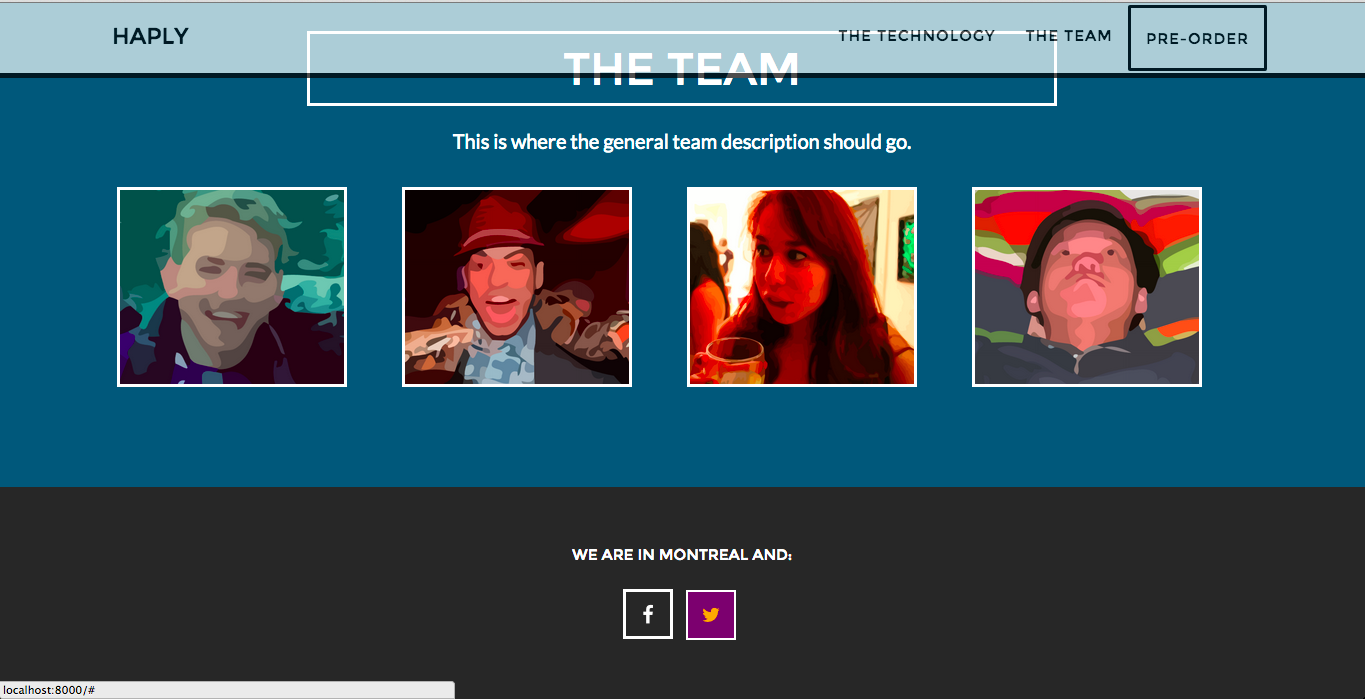 HAPLY
THE TECHNOLOGY
THE TEAM
PRE-ORDER
THE TEAM
This is where the general team description should go.
WE ARE IN MONTREAL AND:
localhost:8000/#